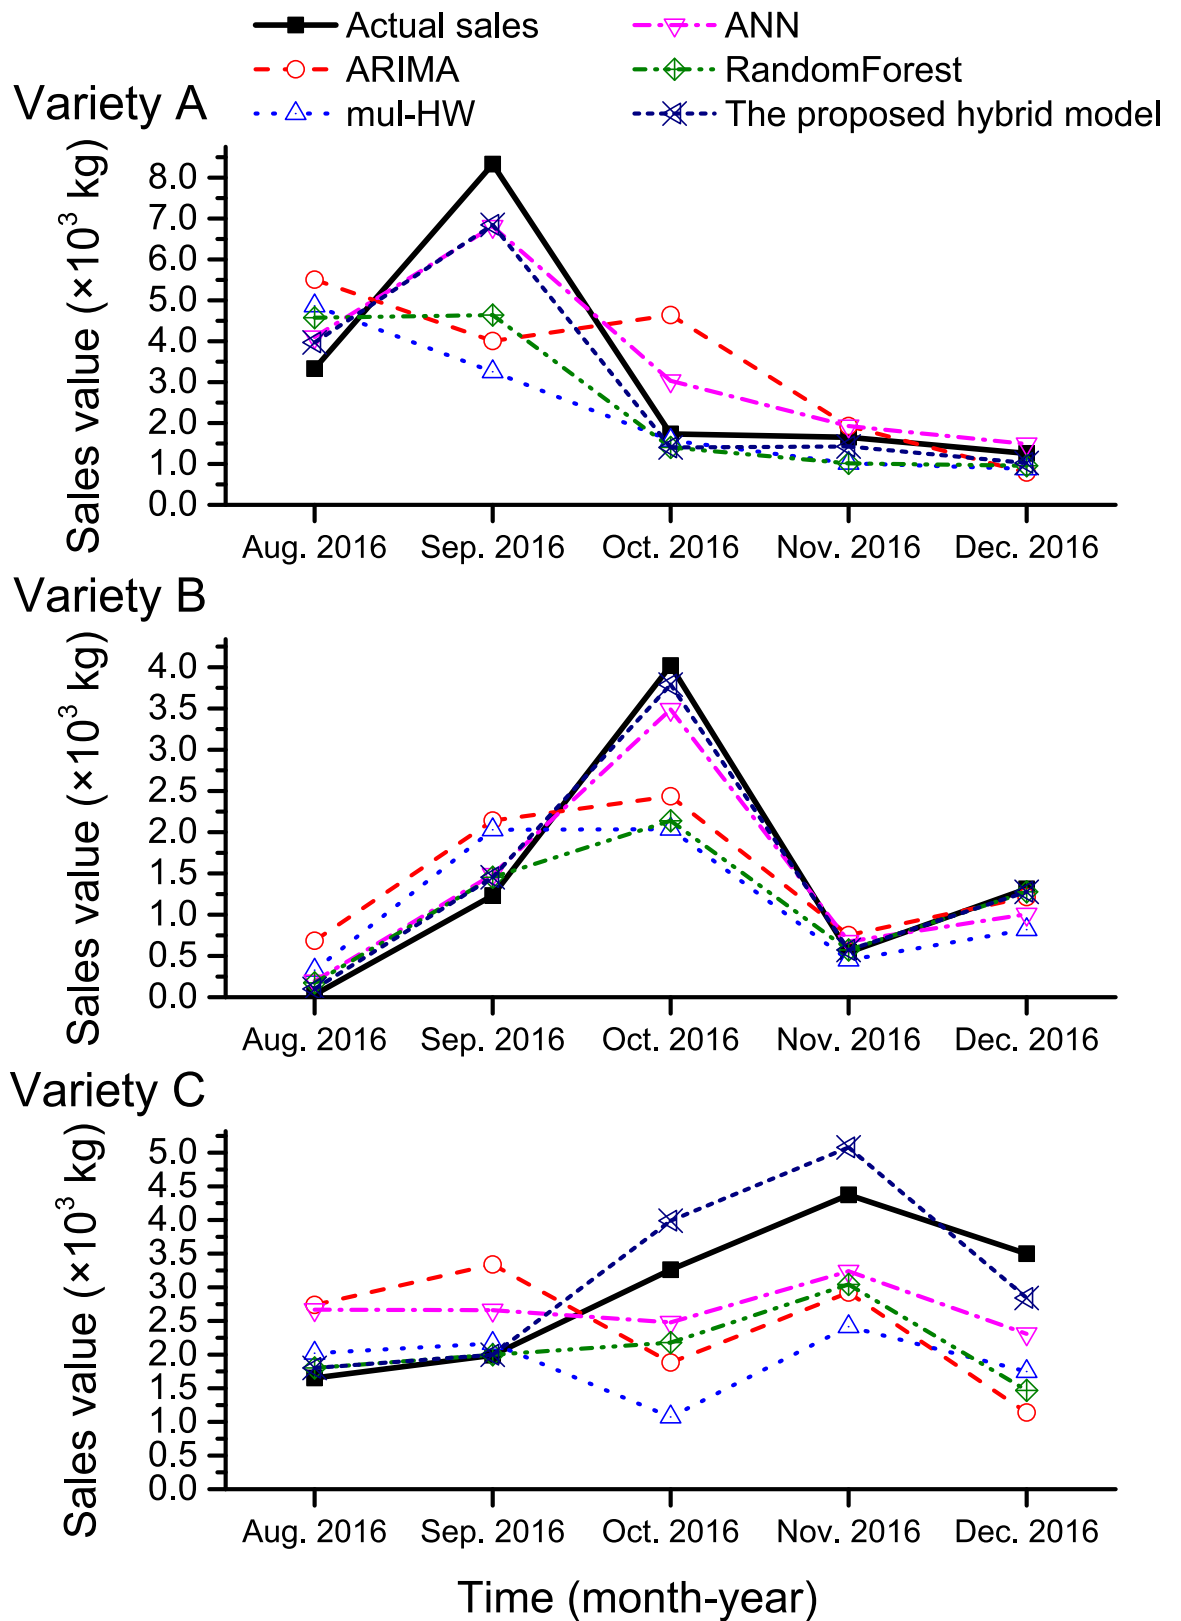 Actual sales
ANN
ARIMA
RandomForest
mul-HW
The proposed hybrid model
Variety A
Sales value (×10³ kg)
8.0
7.0
6.0
5.0
4.0
3.0
2.0
1.0
0.0
Aug. 2016 Sep. 2016 Oct. 2016 Nov. 2016 Dec. 2016
Variety B
Sales value (×10³ kg)
4.0
3.5
3.0
2.5
2.0
1.5
1.0
0.5
0.0
Aug. 2016 Sep. 2016 Oct. 2016 Nov. 2016 Dec. 2016
Variety C
Sales value (×10³ kg)
5.0
4.5
4.0
3.5
3.0
2.5
2.0
1.5
1.0
0.5
0.0
Aug. 2016 Sep. 2016 Oct. 2016 Nov. 2016 Dec. 2016
Time (month-year)